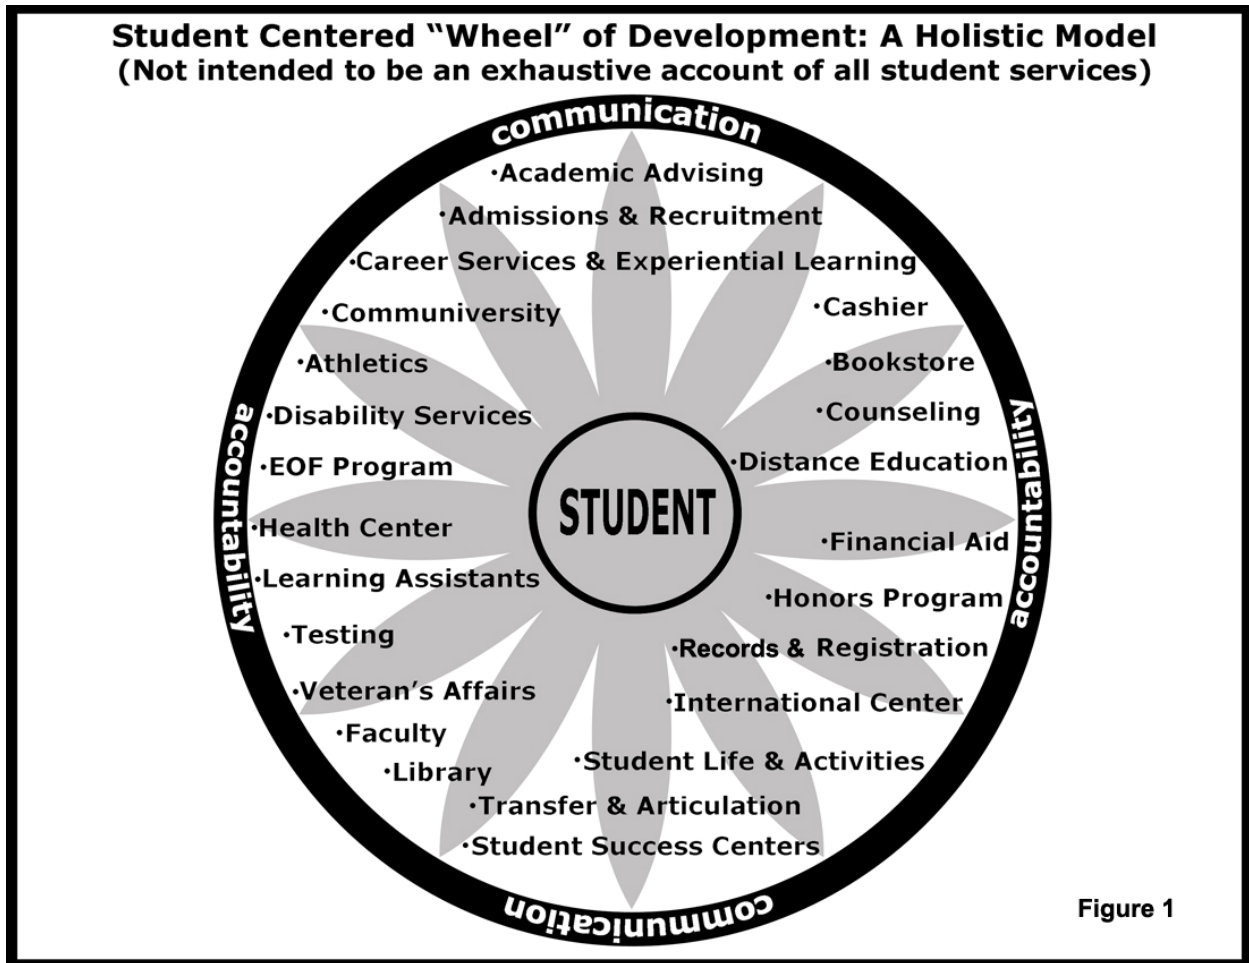 Student Centered “Wheel” of Development: A Holistic Model
(Not intended to be an exhaustive account of all student services)
communication
•Academic Advising
•Admissions & Recruitment
•Career Services & Experiential Learning
•Communiversity
•Athletics
•Disability Services
•EOF Program
•Health Center
•Learning Assistants
•Testing
•Veteran’s Affairs
•Faculty
•Library
•Cashier
•Bookstore
•Counseling
•Distance Education
•Financial Aid
•Honors Program
•Records & Registration
•International Center
•Student Life & Activities
•Transfer & Articulation
•Student Success Centers
STUDENT
accountability
accountability
communication
Figure 1